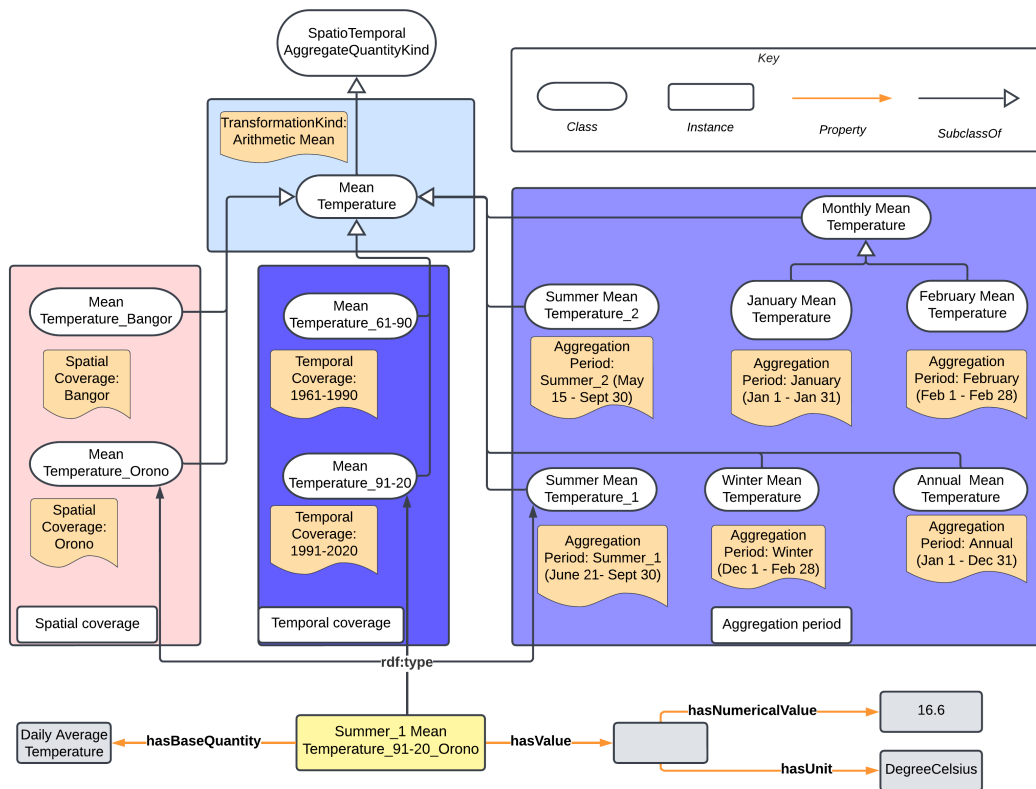 SpatioTemporal
AggregateQuantityKind
Key
Class
Instance
Property
SubclassOf
TransformationKind:
Arithmetic Mean
Mean
Temperature
Monthly Mean
Temperature
Mean
Temperature_Bangor
Mean
Temperature_61-90
Summer Mean
Temperature_2
January Mean
Temperature
February Mean
Temperature
Spatial
Coverage:
Bangor
Temporal
Coverage:
1961-1990
Aggregation
Period:
Summer_2 (May
15 - Sept 30)
Aggregation
Period: January
(Jan 1 - Jan 31)
Aggregation
Period: February
(Feb 1 - Feb 28)
Mean
Temperature_Orono
Mean
Temperature_91-20
Summer Mean
Temperature_1
Winter Mean
Temperature
Annual  Mean
Temperature
Spatial
Coverage:
Orono
Temporal
Coverage:
1991-2020
Aggregation
Period: Summer_1
(June 21- Sept 30)
Aggregation
Period: Winter
(Dec 1 - Feb 28)
Aggregation
Period: Annual
(Jan 1 - Dec 31)
Spatial coverage
Temporal coverage
Aggregation period
rdf:type
Daily Average
Temperature
hasBaseQuantity
Summer_1 Mean
Temperature_91-20_Orono
hasValue
hasNumericalValue
16.6
hasUnit
DegreeCelsius